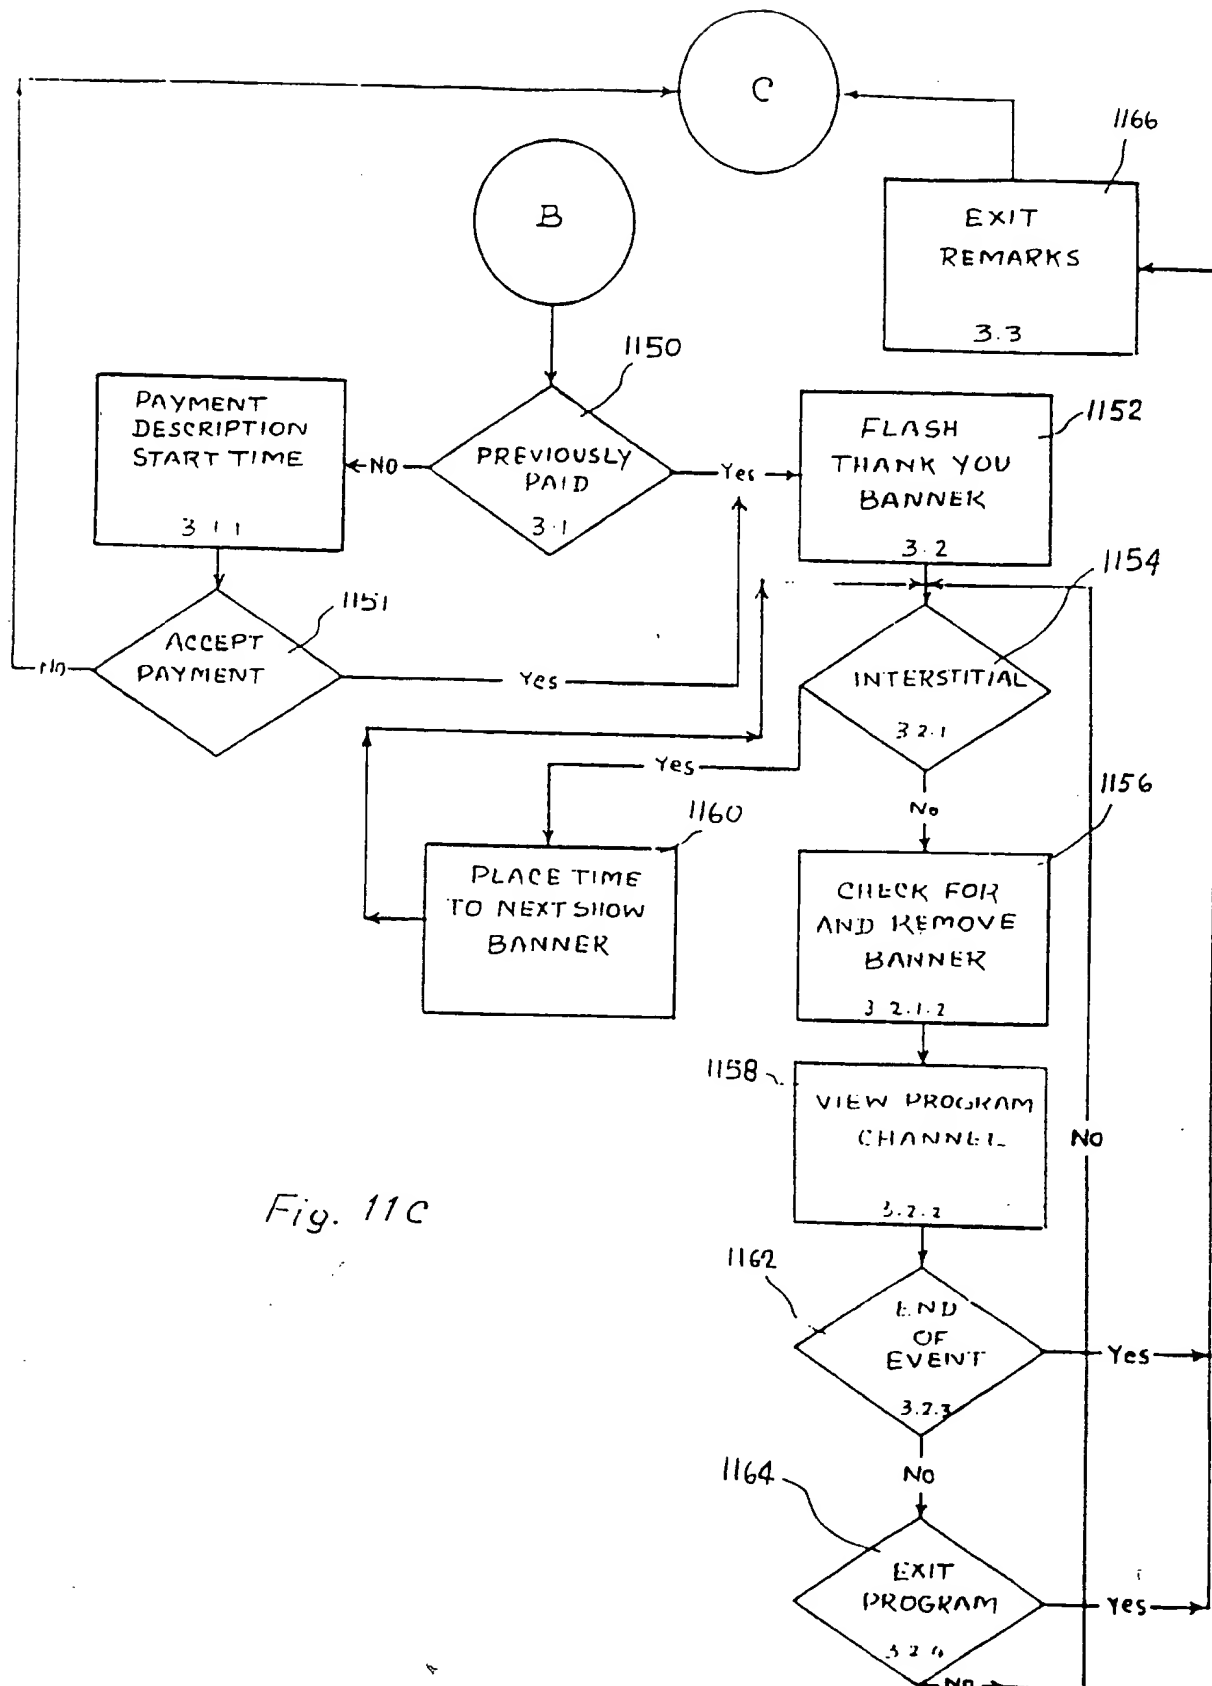 C
1166
EXIT
REMARKS
3.3
B
1150
PREVIOUSLY
PAID
3.1
NO
Yes
PAYMENT
DESCRIPTION
START TIME
3.1.1
1152
FLASH
THANK YOU
BANNER
3.2
1151
ACCEPT
PAYMENT
No
Yes
1154
INTERSTITIAL
3.2.1
Yes
No
1160
PLACE TIME
TO NEXT SHOW
BANNER
1156
CHECK FOR
AND REMOVE
BANNER
3.2.1.2
1158
VIEW PROGRAM
CHANNEL
3.2.2
NO
Fig. 11C
1162
END
OF
EVENT
3.2.3
Yes
NO
1164
EXIT
PROGRAM
3.2.4
Yes
NO